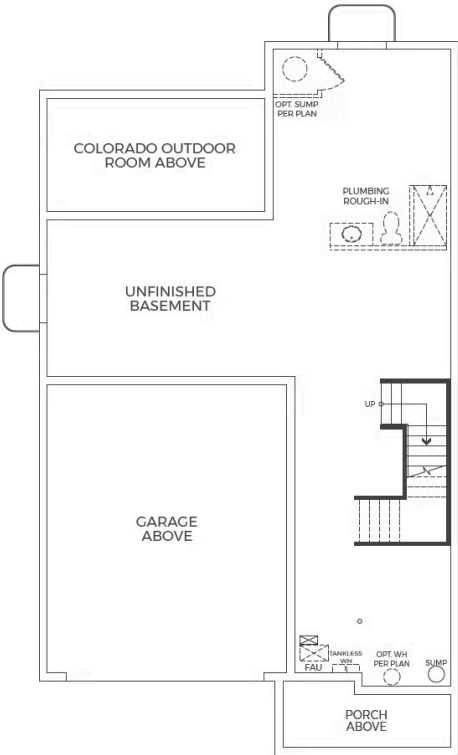 OPT. SUMP
PER PLAN
COLORADO OUTDOOR
ROOM ABOVE
PLUMBING
ROUGH-IN
UNFINISHED
BASEMENT
UP
GARAGE
ABOVE
FAU
TANKLESS
WH
OPT. WH
PER PLAN
SUMP
PORCH
ABOVE